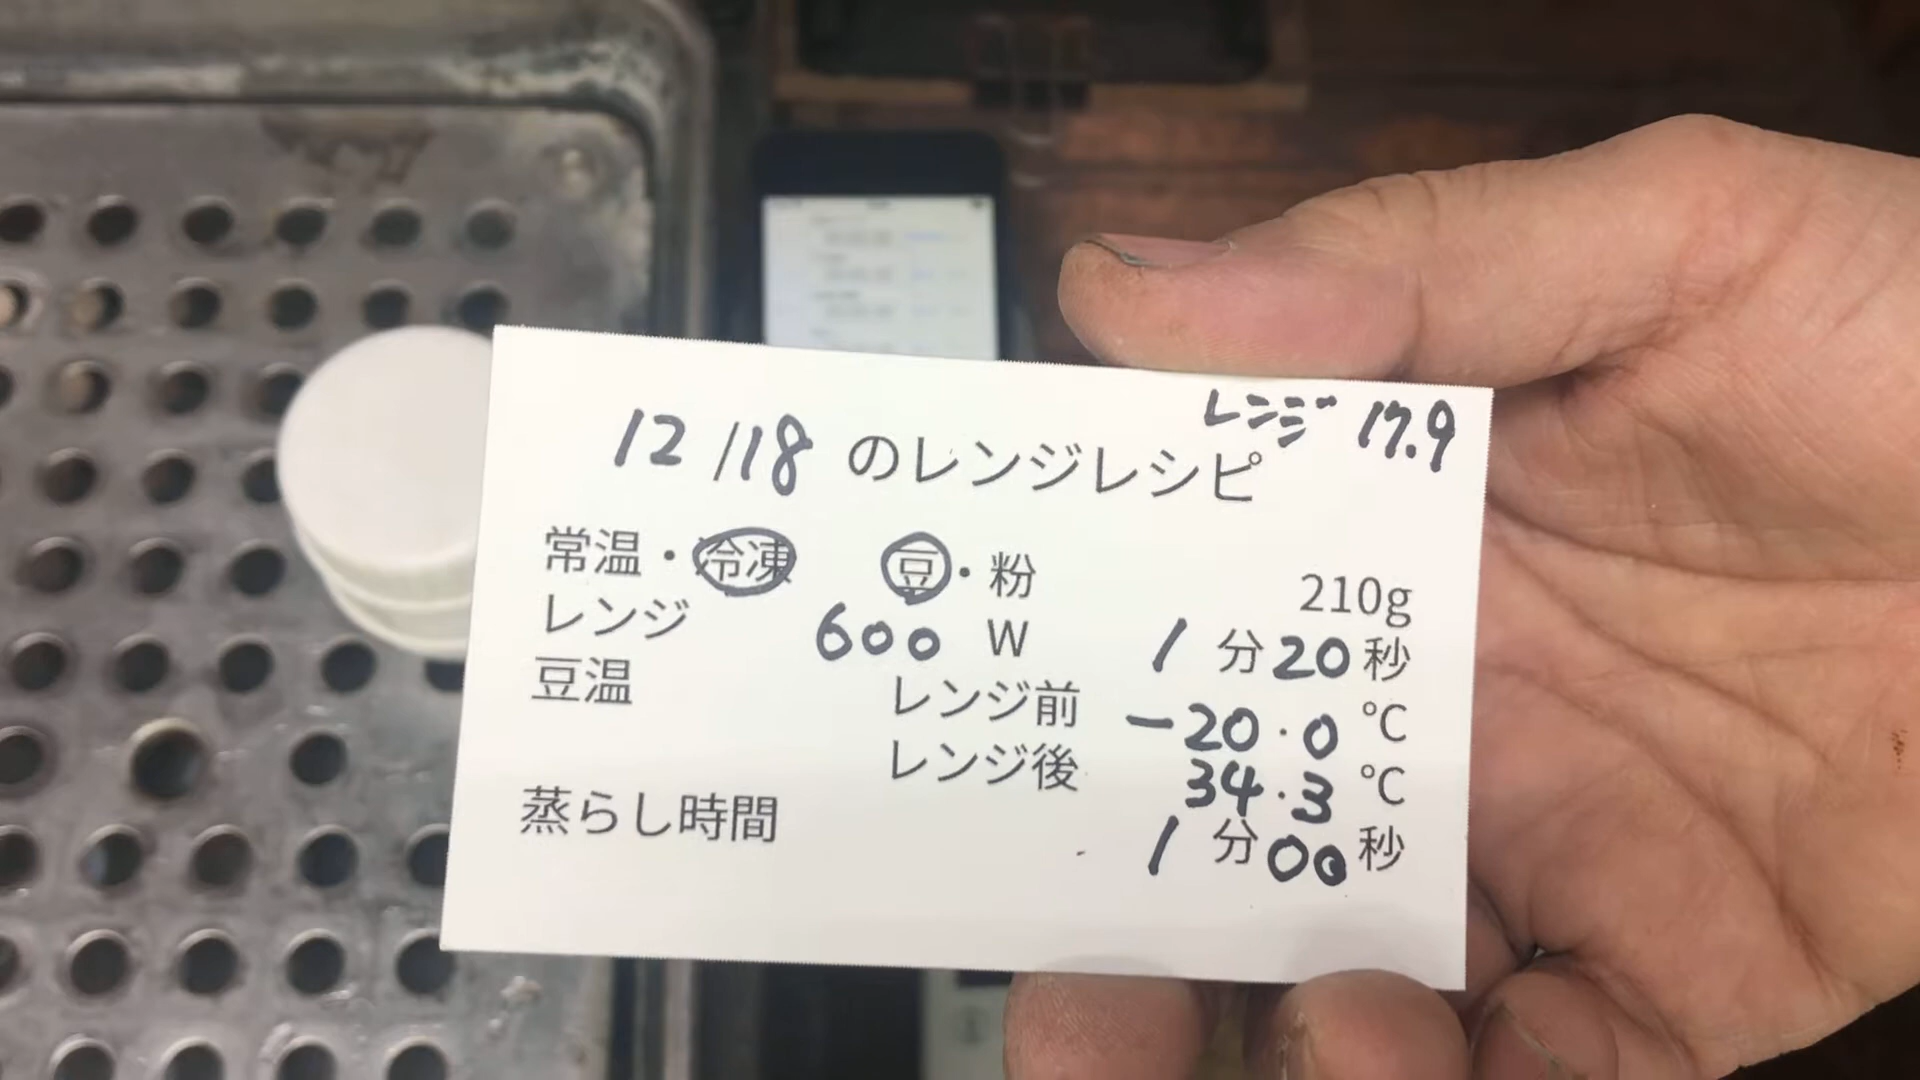 レンジ 17.9
12/18 のレンジレシピ
常温・冷凍 豆・粉 210g
レンジ 600 W 1分20秒
豆温 レンジ前 -20.0 ℃
レンジ後 34.3 ℃
蒸らし時間 1分00秒